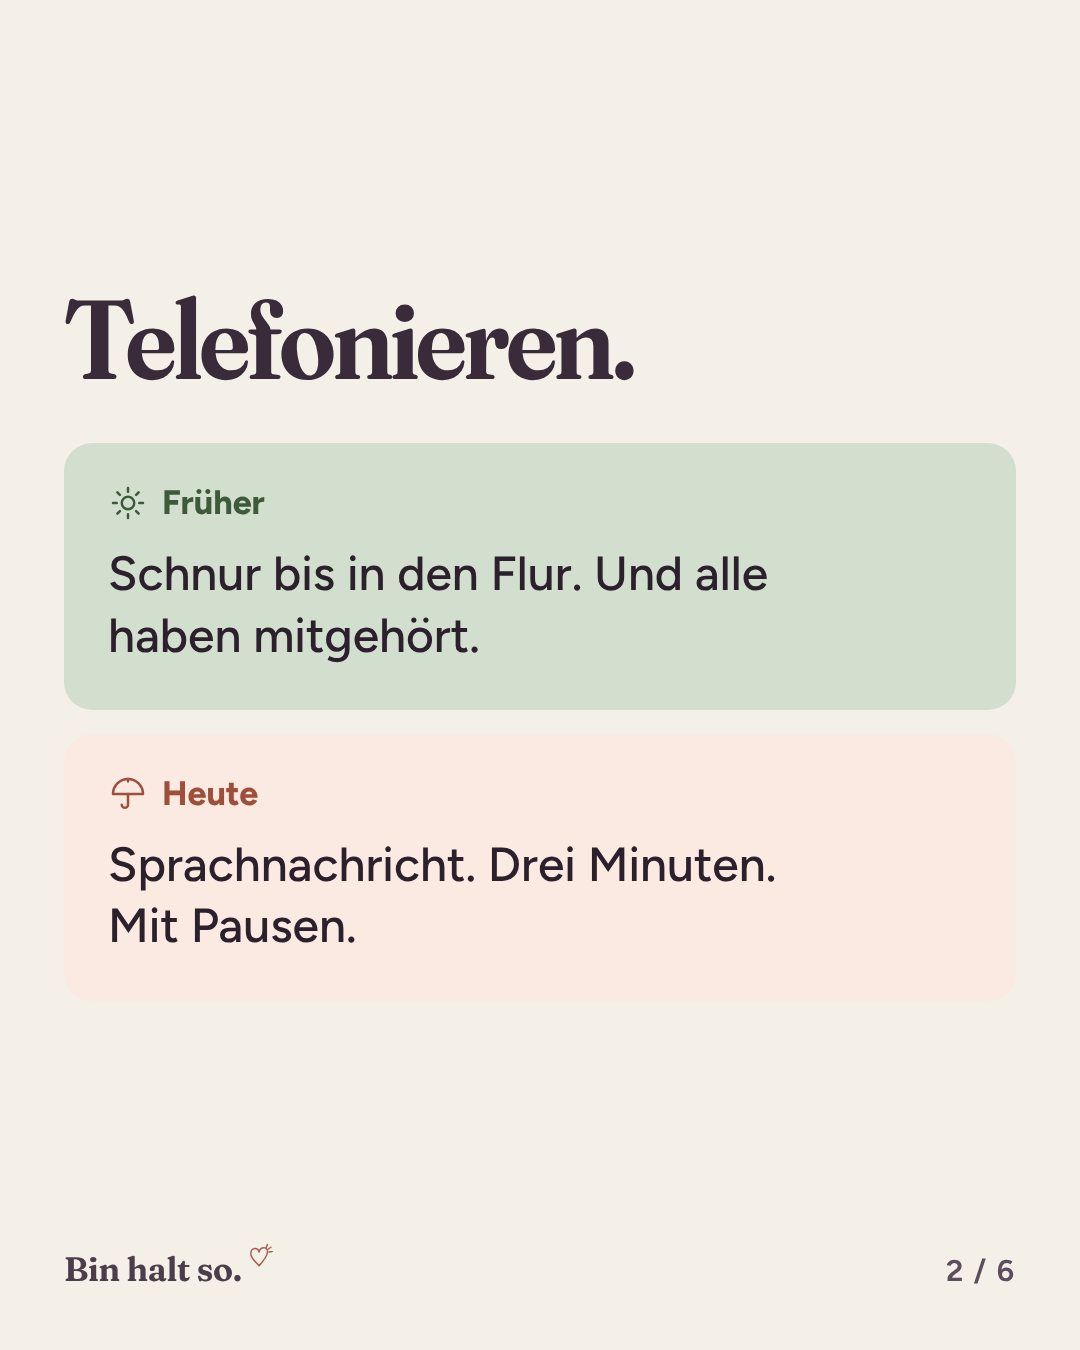 Telefonieren.
Früher
Schnur bis in den Flur. Und alle
haben mitgehört.
Heute
Sprachnachricht. Drei Minuten.
Mit Pausen.
Bin halt so.
2 / 6